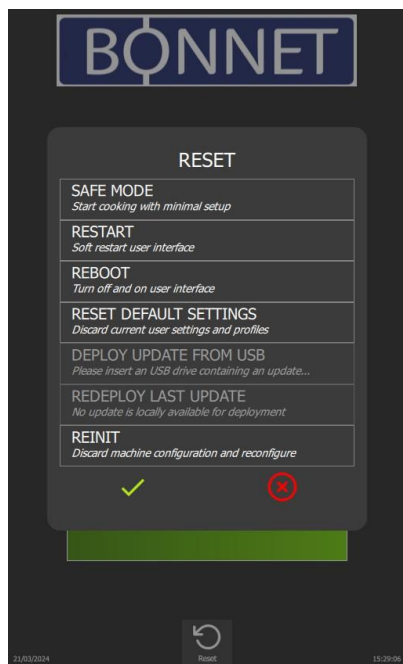 BONNET
RESET
SAFE MODE
Start cooking with minimal setup
RESTART
Soft restart user interface
REBOOT
Turn off and on user interface
RESET DEFAULT SETTINGS
Discard current user settings and profiles
DEPLOY UPDATE FROM USB
Please insert an USB drive containing an update...
REDEPLOY LAST UPDATE
No update is locally available for deployment
REINIT
Discard machine configuration and reconfigure
Reset
21/03/2024
15:29:06